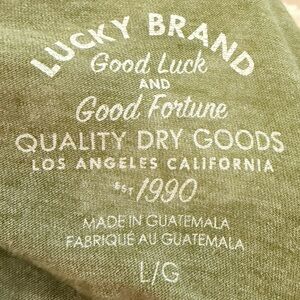 LUCKY BRAND
Good Luck
AND
Good Fortune
QUALITY DRY GOODS
LOS ANGELES CALIFORNIA
EST 1990
MADE IN GUATEMALA
FABRIQUÉ AU GUATEMALA
L/G